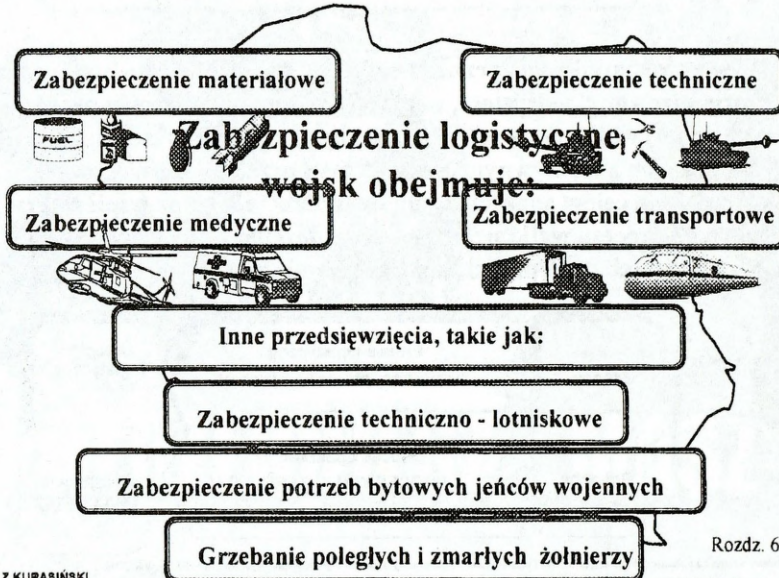 Zabezpieczenie materiałowe
Zabezpieczenie techniczne
FUEL
Zabezpieczenie logistyczne
wojsk obejmuje:
Zabezpieczenie medyczne
Zabezpieczenie transportowe
Inne przedsięwzięcia, takie jak:
Zabezpieczenie techniczno - lotniskowe
Zabezpieczenie potrzeb bytowych jeńców wojennych
Grzebanie poległych i zmarłych żołnierzy
Rozdz. 6
Z KURASIŃSKI